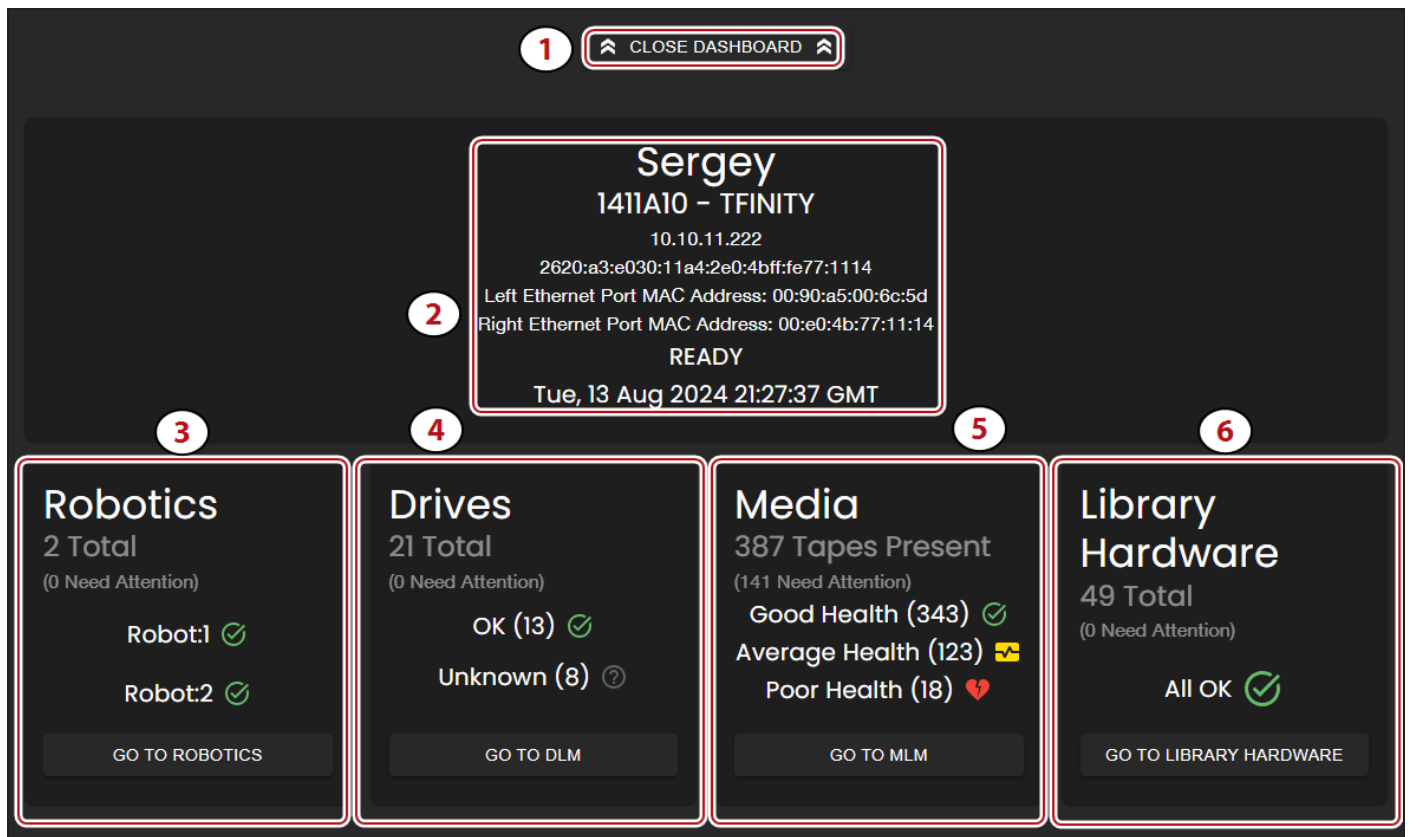 1
CLOSE DASHBOARD
Sergey
1411A10 - TFINITY
10.10.11.222
2620:a3:e030:11a4:2e0:4bff:fe77:1114
Left Ethernet Port MAC Address: 00:90:a5:00:6c:5d
2
Right Ethernet Port MAC Address: 00:e0:4b:77:11:14
READY
Tue, 13 Aug 2024 21:27:37 GMT
3
Robotics
2 Total
(0 Need Attention)
Robot:1
Robot:2
GO TO ROBOTICS
4
Drives
21 Total
(0 Need Attention)
OK (13)
Unknown (8)
?
GO TO DLM
5
Media
387 Tapes Present
(141 Need Attention)
Good Health (343)
Average Health (123)
Poor Health (18)
GO TO MLM
6
Library
Hardware
49 Total
(0 Need Attention)
All OK
GO TO LIBRARY HARDWARE